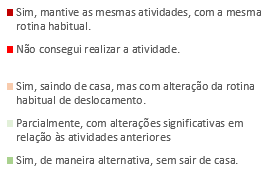 Sim, mantive as mesmas atividades, com a mesma
rotina habitual.
Não consegui realizar a atividade.
Sim, saindo de casa, mas com alteração da rotina
habitual de deslocamento.
Parcialmente, com alterações significativas em
relação às atividades anteriores
Sim, de maneira alternativa, sem sair de casa.